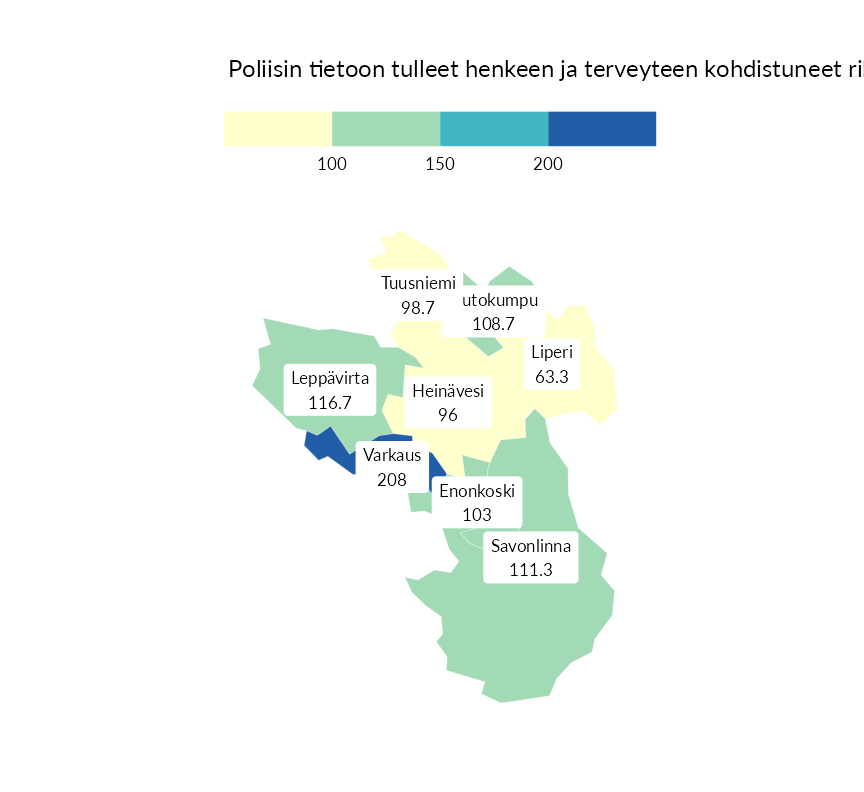 Poliisin tietoon tulleet henkeen ja terveyteen kohdistuneet
100 150 200
Tuusniemi
98.7
utokumpu
108.7
Liperi
63.3
Leppävirta
116.7
Heinävesi
96
Varkaus
208
Enonkoski
103
Savonlinna
111.3